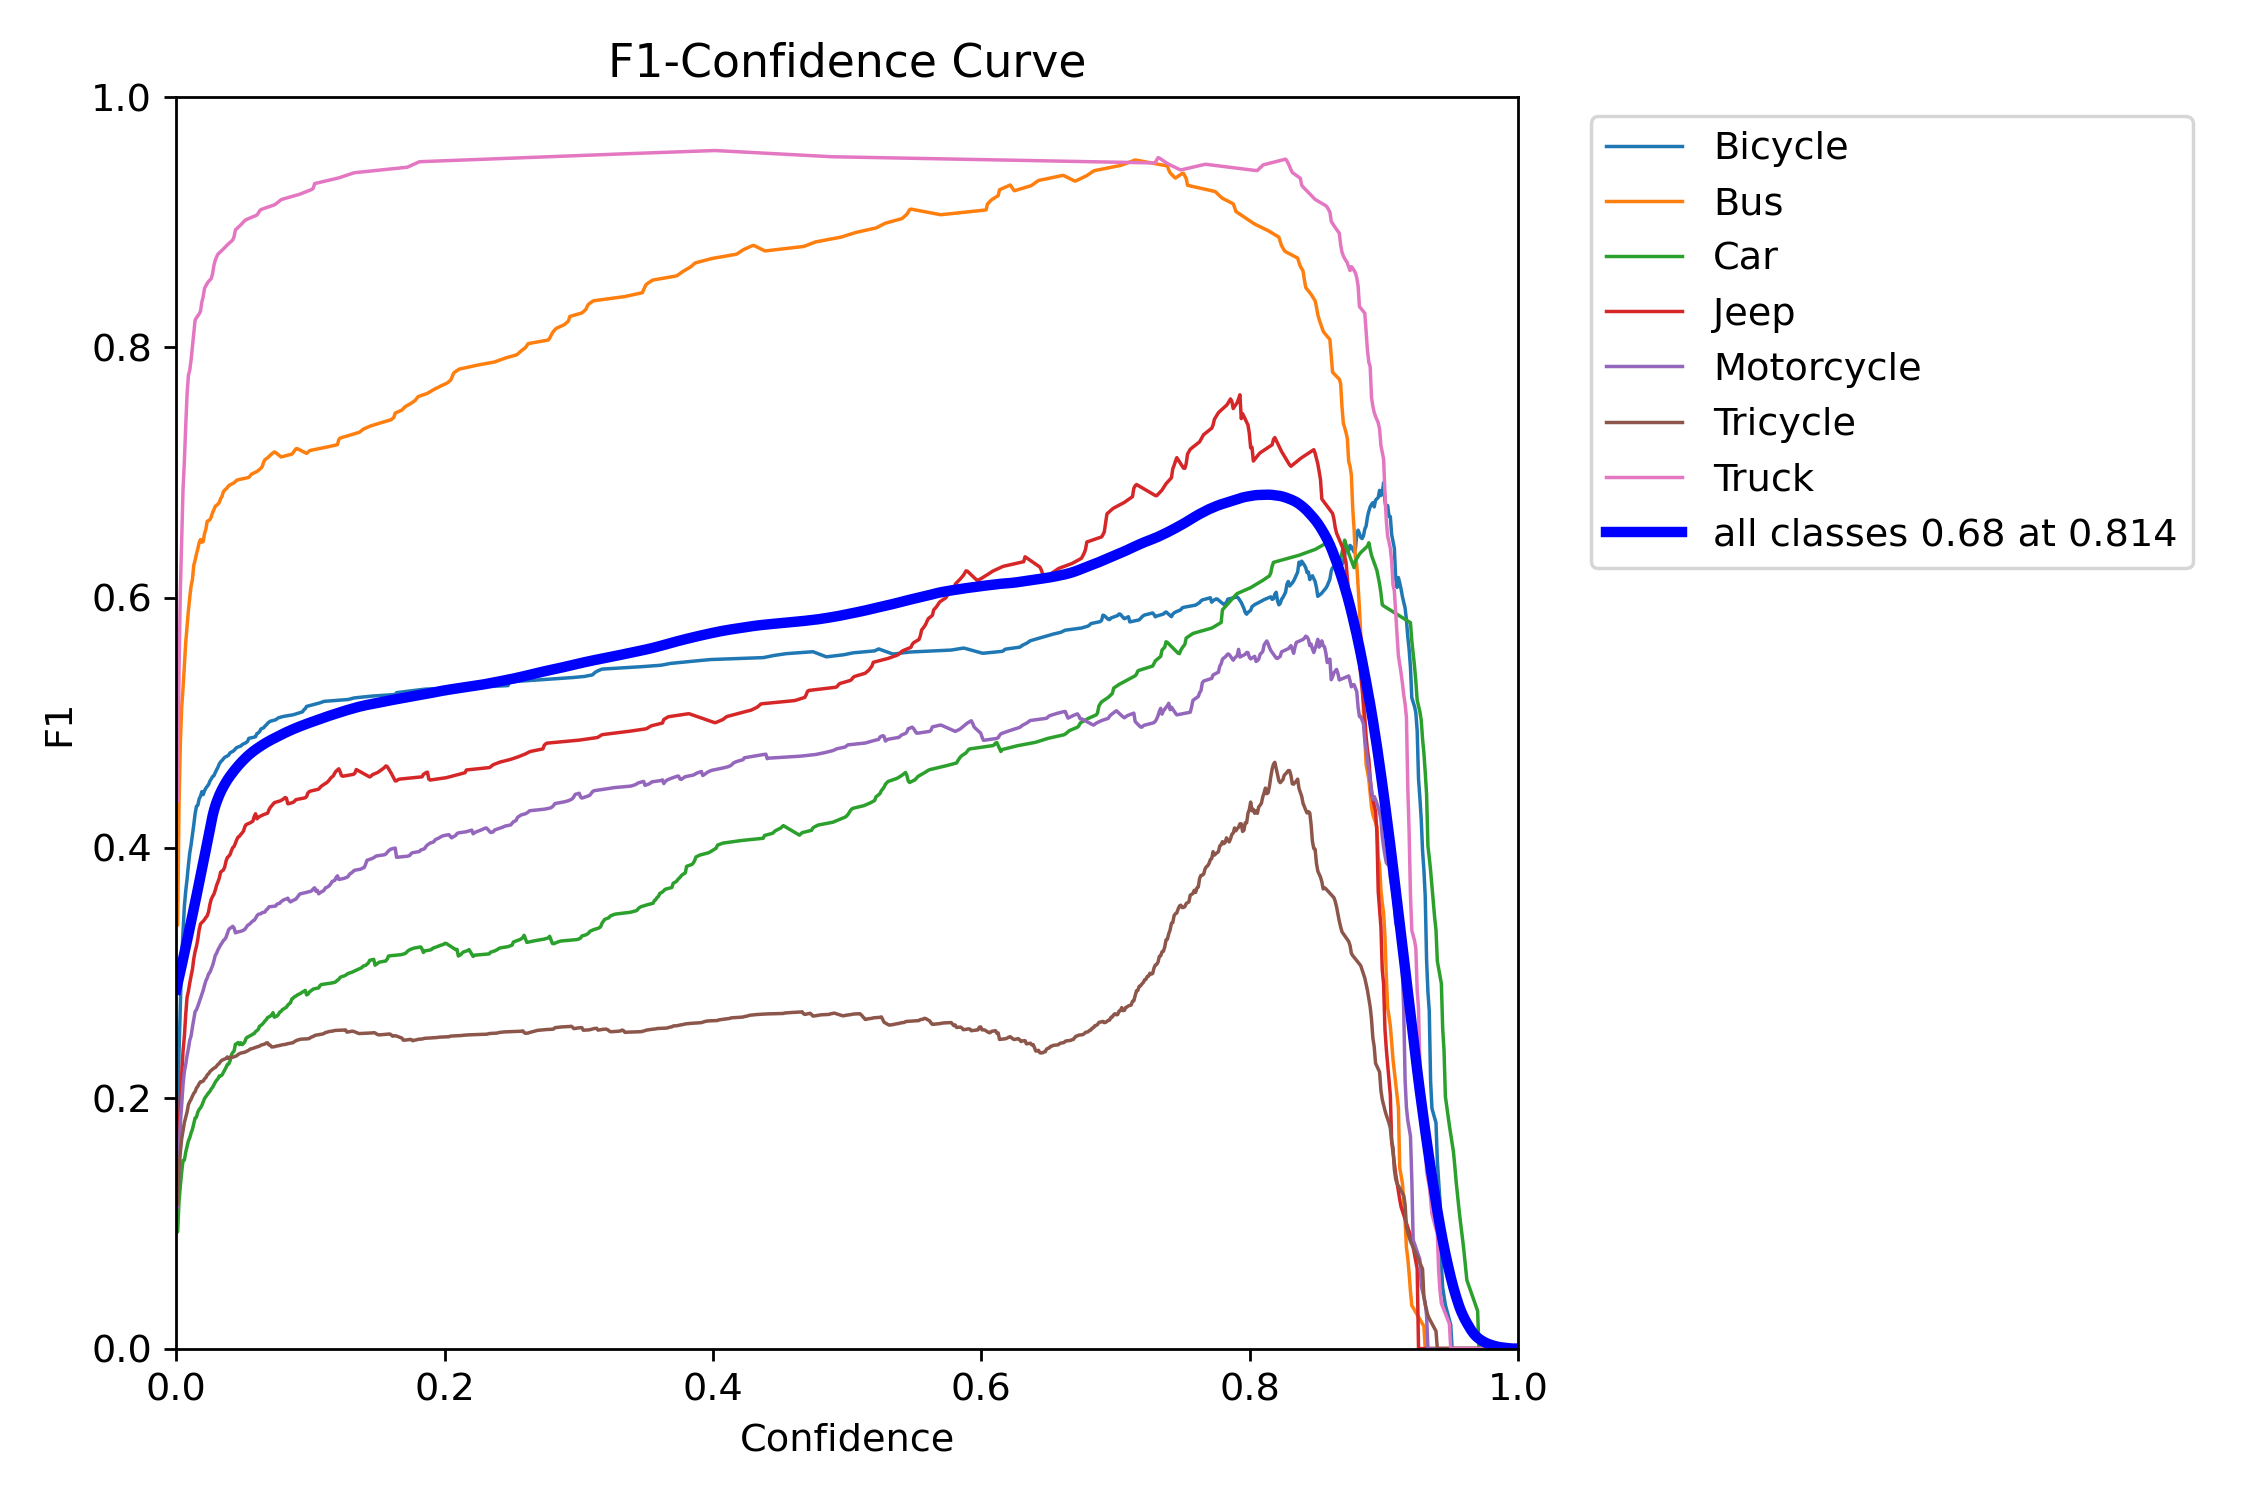 F1-Confidence Curve
1.0
0.8
0.6
0.4
0.2
0.0
F1
0.0 0.2 0.4 0.6 0.8 1.0
Confidence
Bicycle
Bus
Car
Jeep
Motorcycle
Tricycle
Truck
all classes 0.68 at 0.814